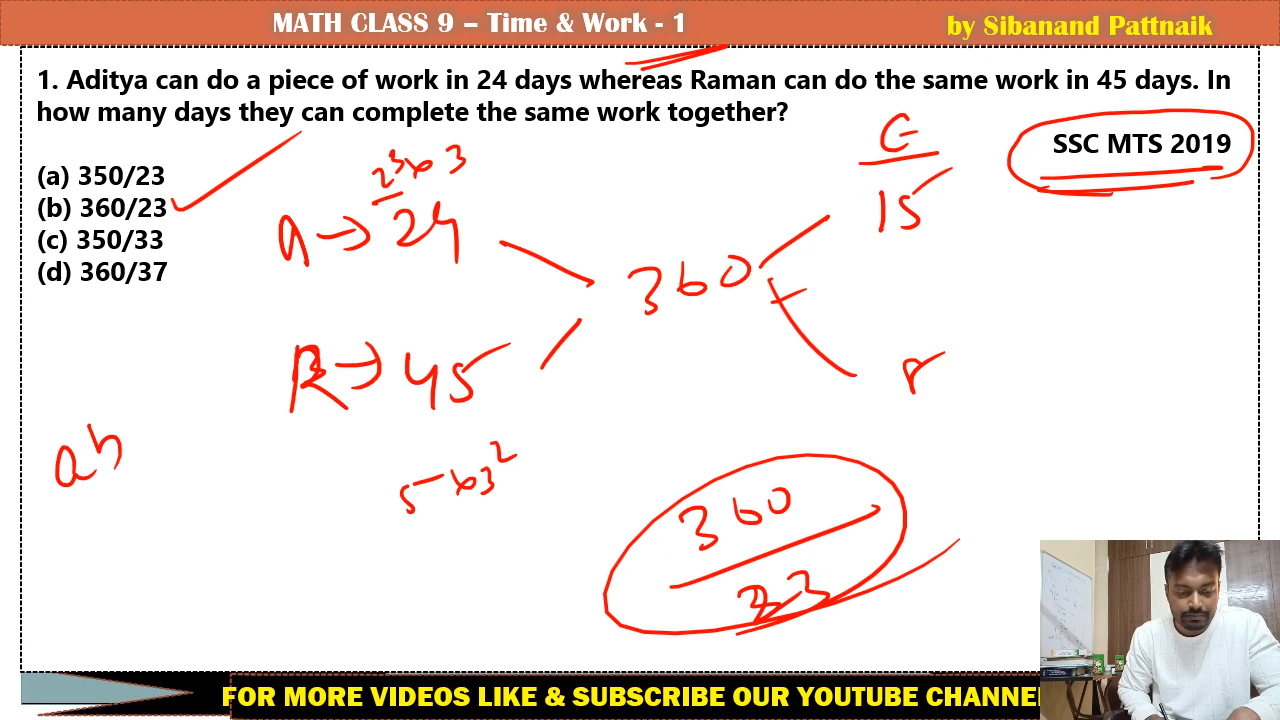 MATH CLASS 9 – Time & Work - 1
by Sibanand Pattnaik
1. Aditya can do a piece of work in 24 days whereas Raman can do the same work in 45 days. In
how many days they can complete the same work together?
SSC MTS 2019
(a) 350/23
(b) 360/23
(c) 350/33
(d) 360/37
E
15
2³×3
A → 24
360
R → 45
8
5×3²
ab
360
23
FOR MORE VIDEOS LIKE & SUBSCRIBE OUR YOUTUBE CHANNE